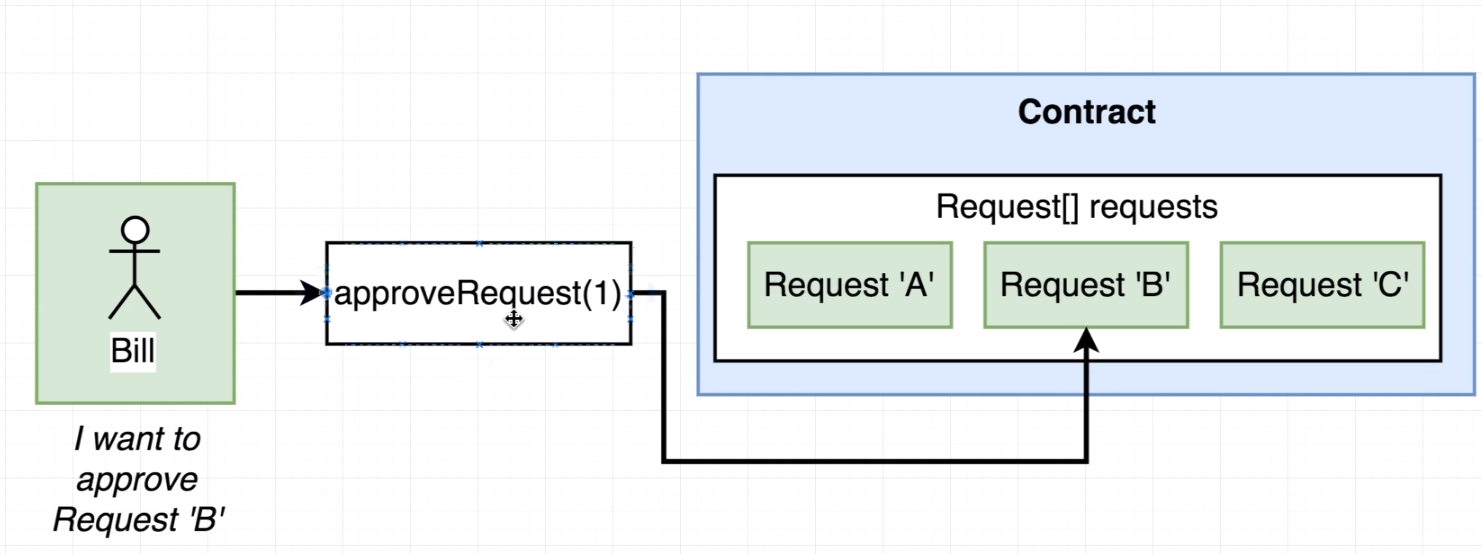 Contract
Request[] requests
Request 'A' Request 'B' Request 'C'
approveRequest(1)
Bill
I want to
approve
Request 'B'